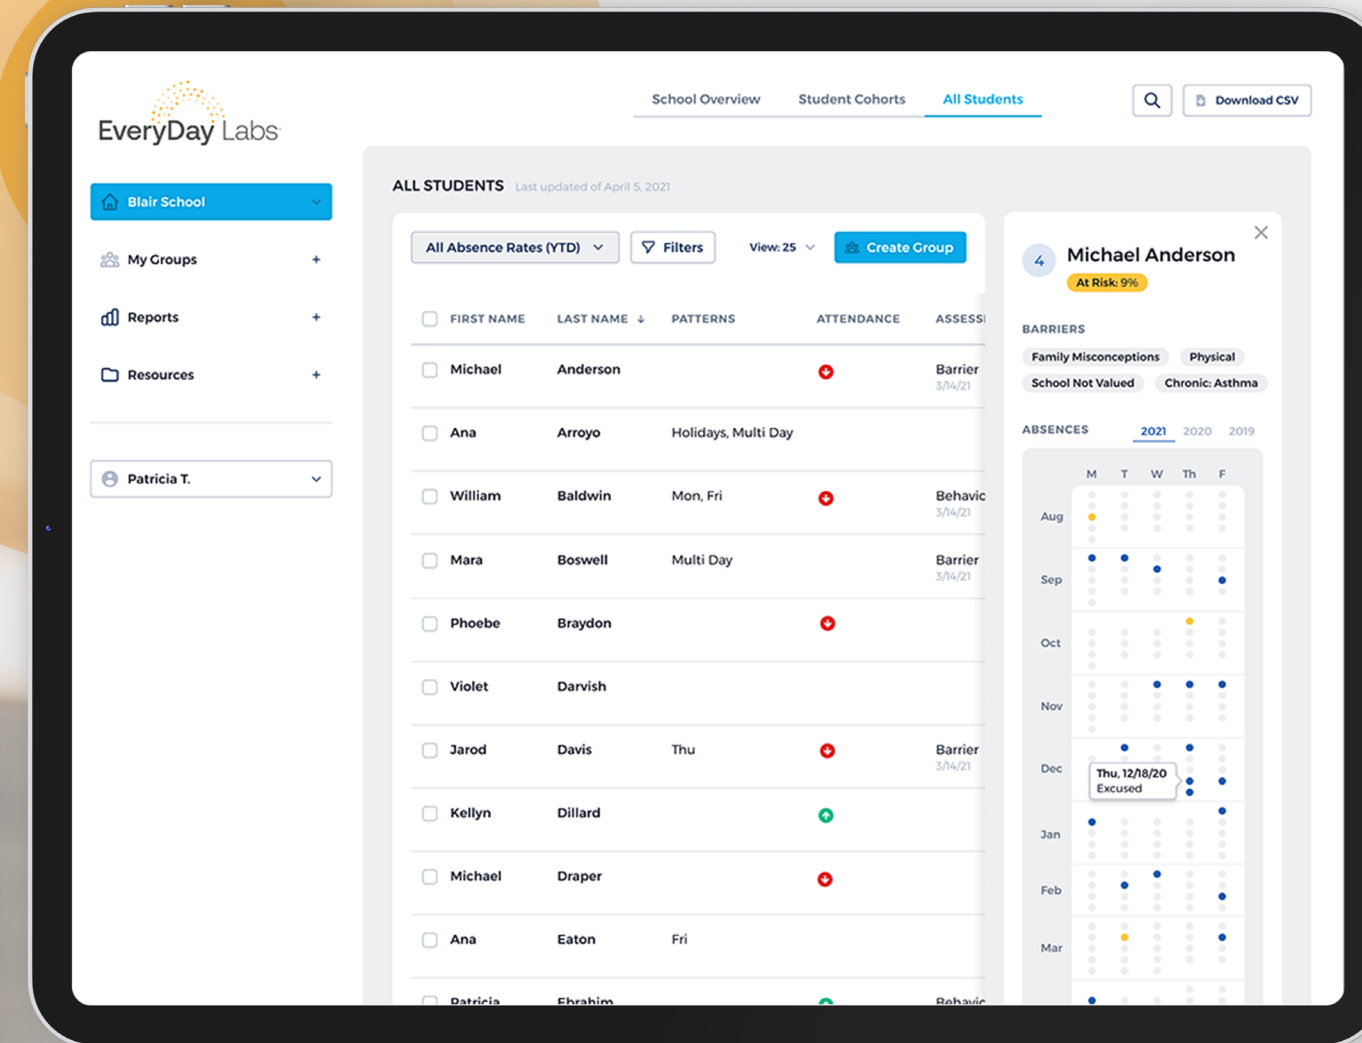 EveryDay Labs
School Overview Student Cohorts All Students Download CSV
Blair School
My Groups +
Reports +
Resources +
Patricia T.
ALL STUDENTS Last updated of April 5, 2021
All Absence Rates (YTD) Filters View: 25 Create Group
FIRST NAME LAST NAME ↓ PATTERNS ATTENDANCE ASSESS
Michael Anderson Barrier
3/14/21
Ana Arroyo Holidays, Multi Day
William Baldwin Mon, Fri Behavic
3/14/21
Mara Boswell Multi Day Barrier
3/14/21
Phoebe Braydon
Violet Darvish
Jarod Davis Thu Barrier
3/14/21
Kellyn Dillard
Michael Draper
Ana Eaton Fri
Patricia Ebrahim Behavic
4 Michael Anderson
At Risk: 9%
BARRIERS
Family Misconceptions Physical
School Not Valued Chronic: Asthma
ABSENCES 2021 2020 2019
M T W Th F
Aug
Sep
Oct
Nov
Dec
Thu, 12/18/20
Excused
Jan
Feb
Mar